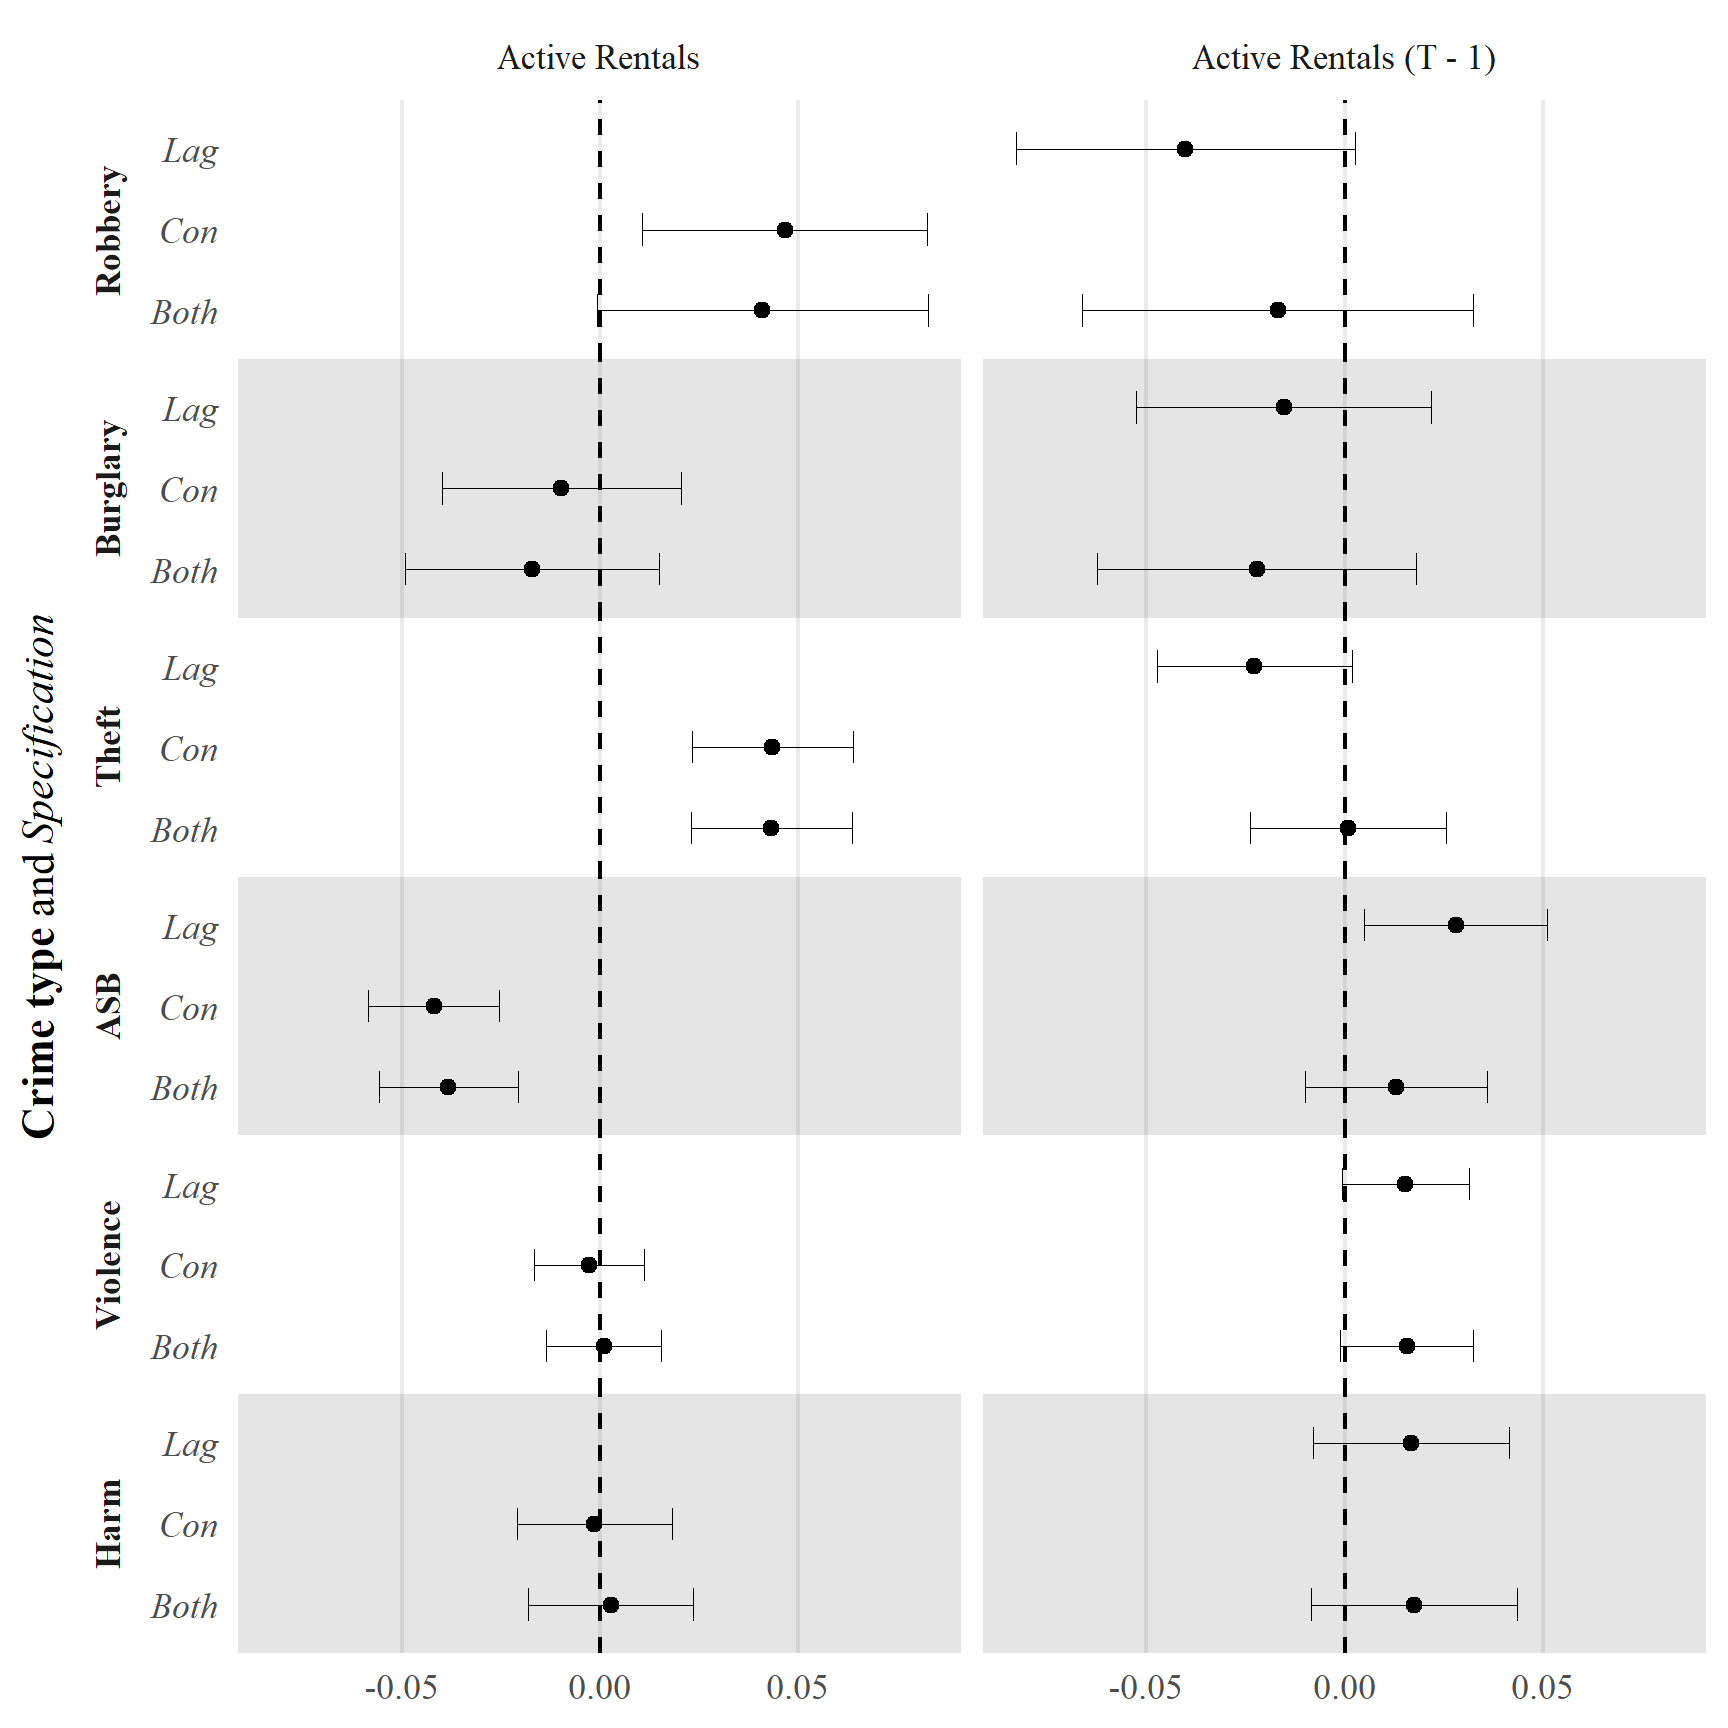 Active Rentals
Active Rentals (T - 1)
Crime type and Specification
Robbery
Lag
Con
Both
Burglary
Lag
Con
Both
Theft
Lag
Con
Both
ASB
Lag
Con
Both
Violence
Lag
Con
Both
Harm
Lag
Con
Both
-0.05 0.00 0.05
-0.05 0.00 0.05